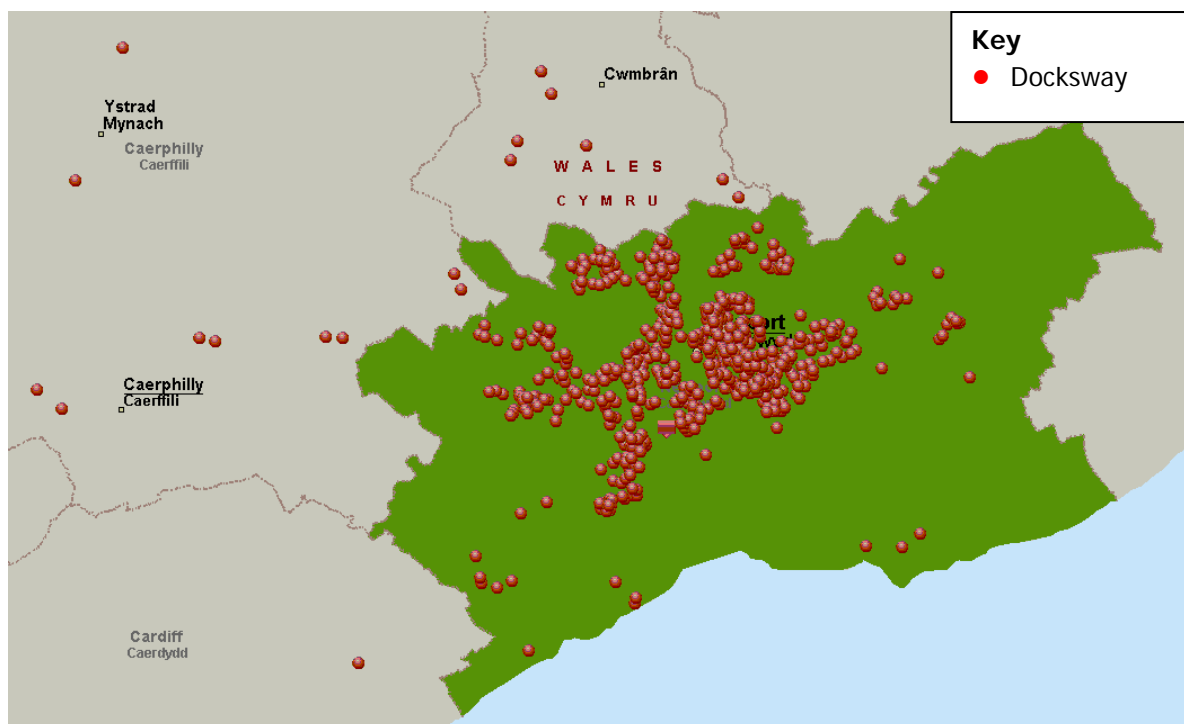 Key
Docksway
Cwmbrân
Ystrad
Mynach
Caerphilly
Caerffili
WALES
CYMRU
Caerphilly
Caerffili
Cardiff
Caerdydd